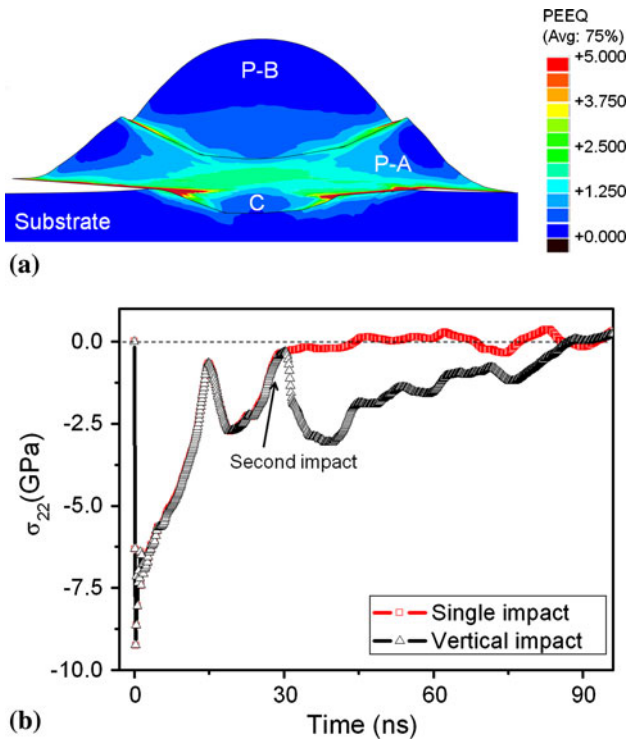 PEEQ
(Avg: 75%)
+5.000
+3.750
+2.500
+1.250
+0.000
P-B
P-A
C
Substrate
(a)
0.0
-2.5
-5.0
-7.5
-10.0
σ22(GPa)
Second impact
Single impact
Vertical impact
0 30 60 90
Time (ns)
(b)